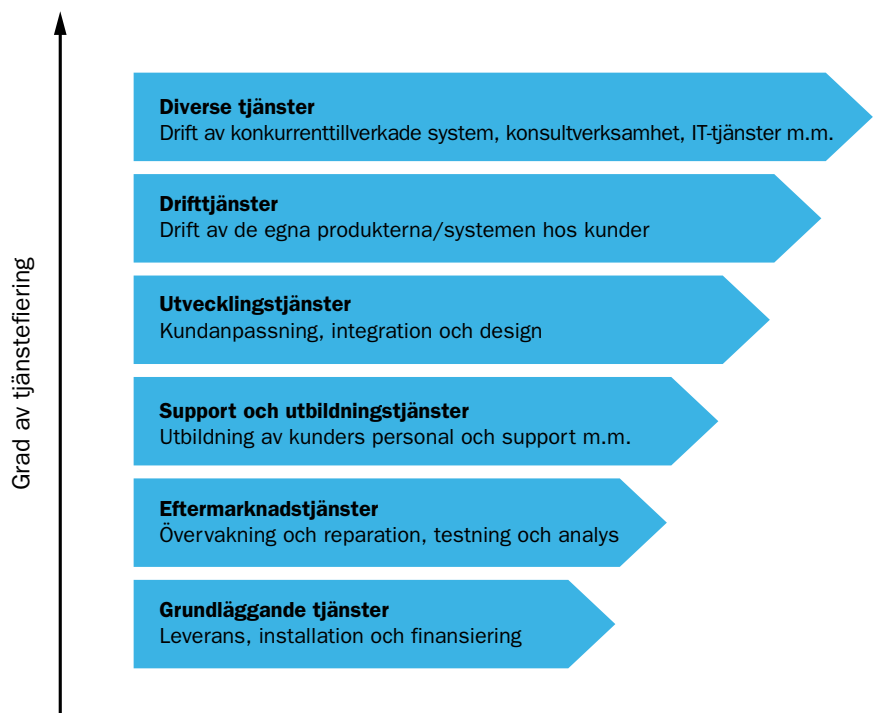 Diverse tjänster
Drift av konkurrenttillverkade system, konsultverksamhet, IT-tjänster m.m.
Drifttjänster
Drift av de egna produkterna/systemen hos kunder
Utvecklingstjänster
Kundanpassning, integration och design
Support och utbildningstjänster
Utbildning av kunders personal och support m.m.
Eftermarknadstjänster
Övervakning och reparation, testning och analys
Grundläggande tjänster
Leverans, installation och finansiering
Grad av tjänstefiering